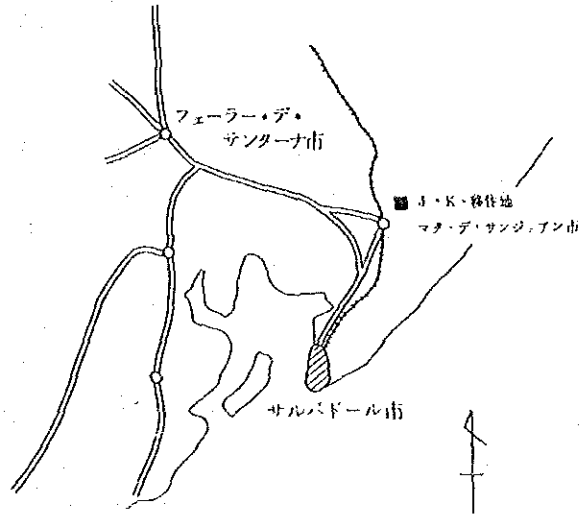 フェーラー・デ・
サンターナ市
J・K・移住地
マタ・デ・サンジョアン市
サルバドール市